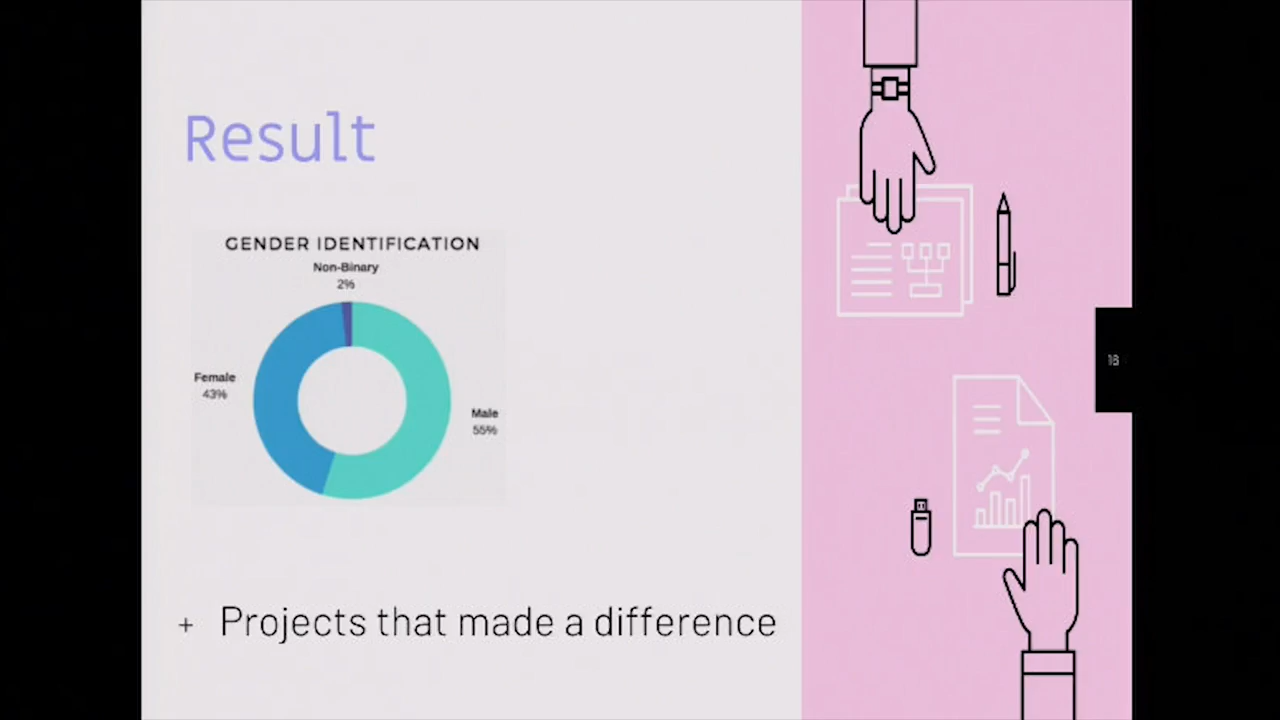 Result
GENDER IDENTIFICATION
Non-Binary
2%
Female
43%
Male
55%
18
+ Projects that made a difference